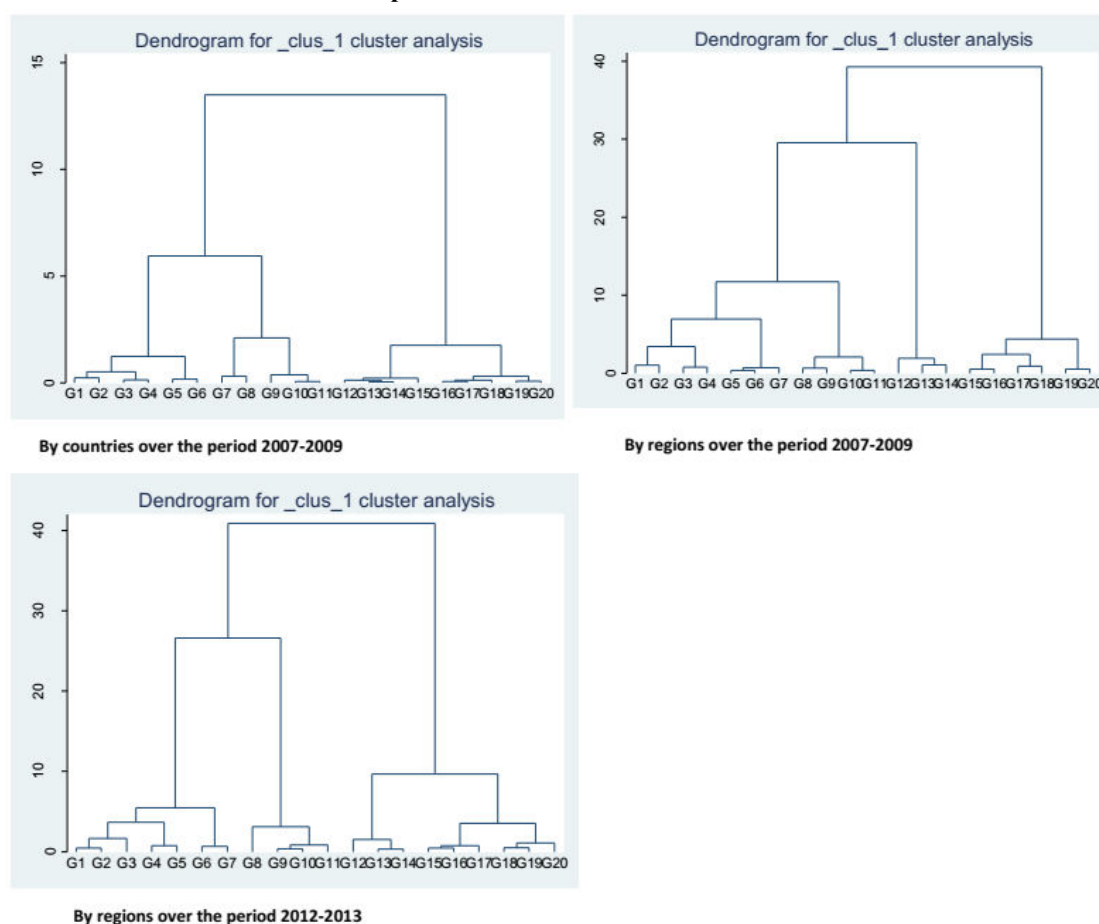 Dendrogram for _clus_1 cluster analysis
15
10
5
0
G1 G2 G3 G4 G5 G6 G7 G8 G9 G10 G11 G12 G13 G14 G15 G16 G17 G18 G19 G20
By countries over the period 2007-2009
Dendrogram for _clus_1 cluster analysis
40
30
20
10
0
G1 G2 G3 G4 G5 G6 G7 G8 G9 G10 G11 G12 G13 G14 G15 G16 G17 G18 G19 G20
By regions over the period 2007-2009
Dendrogram for _clus_1 cluster analysis
40
30
20
10
0
G1 G2 G3 G4 G5 G6 G7 G8 G9 G10 G11 G12 G13 G14 G15 G16 G17 G18 G19 G20
By regions over the period 2012-2013